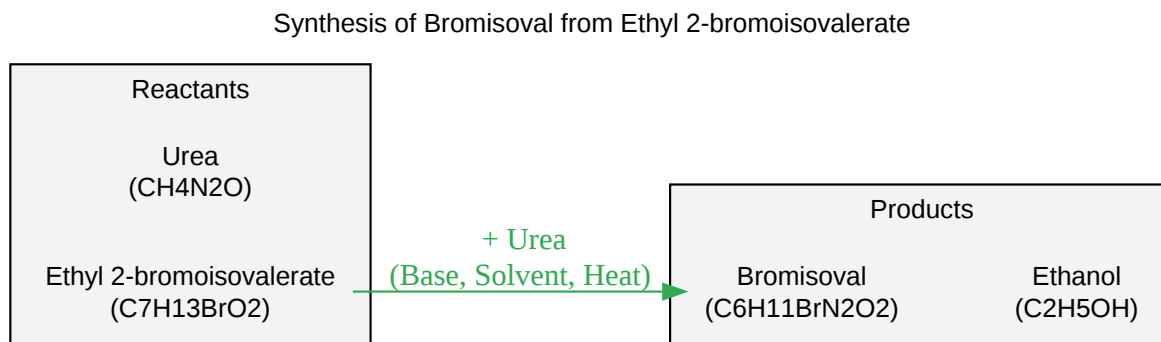 Synthesis of Bromisoval from Ethyl 2-bromoisovalerate
Reactants
Urea
(CH4N2O)
Ethyl 2-bromoisovalerate
(C7H13BrO2)
+ Urea
(Base, Solvent, Heat)
Products
Bromisoval
(C6H11BrN2O2)
Ethanol
(C2H5OH)